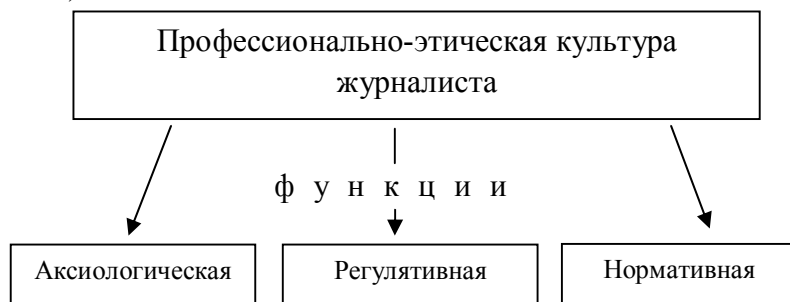 Профессионально-этическая культура
журналиста
ф у н к ц и и
Аксиологическая Регулятивная Нормативная